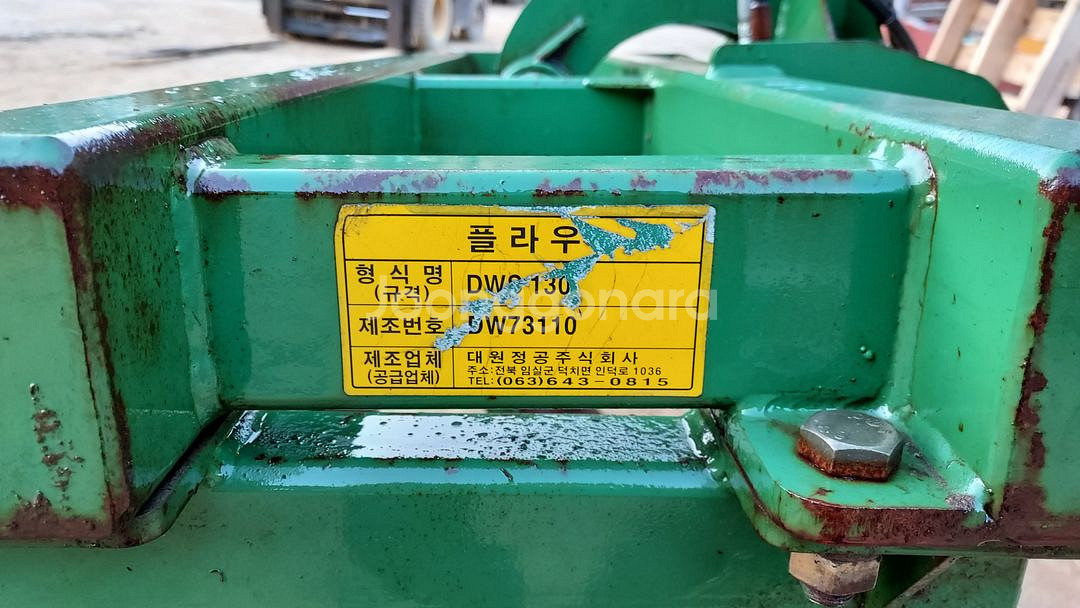 플라우
형식명 DWS 130
(규격)
제조번호 DW73110
제조업체 대원정공주식회사
(공급업체) 주소:전북 임실군 덕치면 인덕로 1036
TEL:(063)643-0815